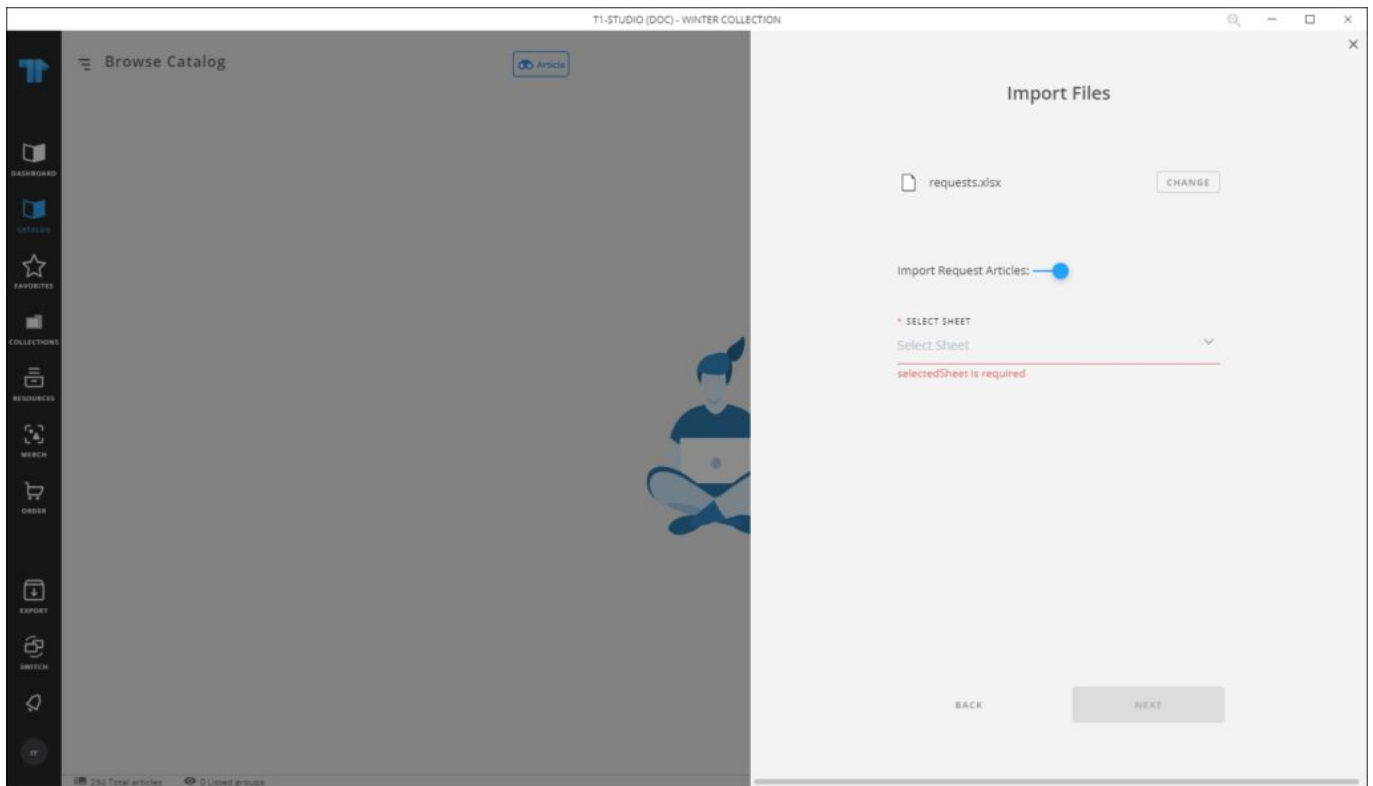 T1-STUDIO (DOC) - WINTER COLLECTION
Browse Catalog
Article
DASHBOARD
CATALOG
FAVORITES
COLLECTIONS
RESOURCES
MERCH
ORDER
EXPORT
SWITCH
IT
294 Total articles 0 Listed groups
Import Files
requests.xlsx CHANGE
Import Request Articles:
* SELECT SHEET
Select Sheet
selectedSheet is required
BACK NEXT